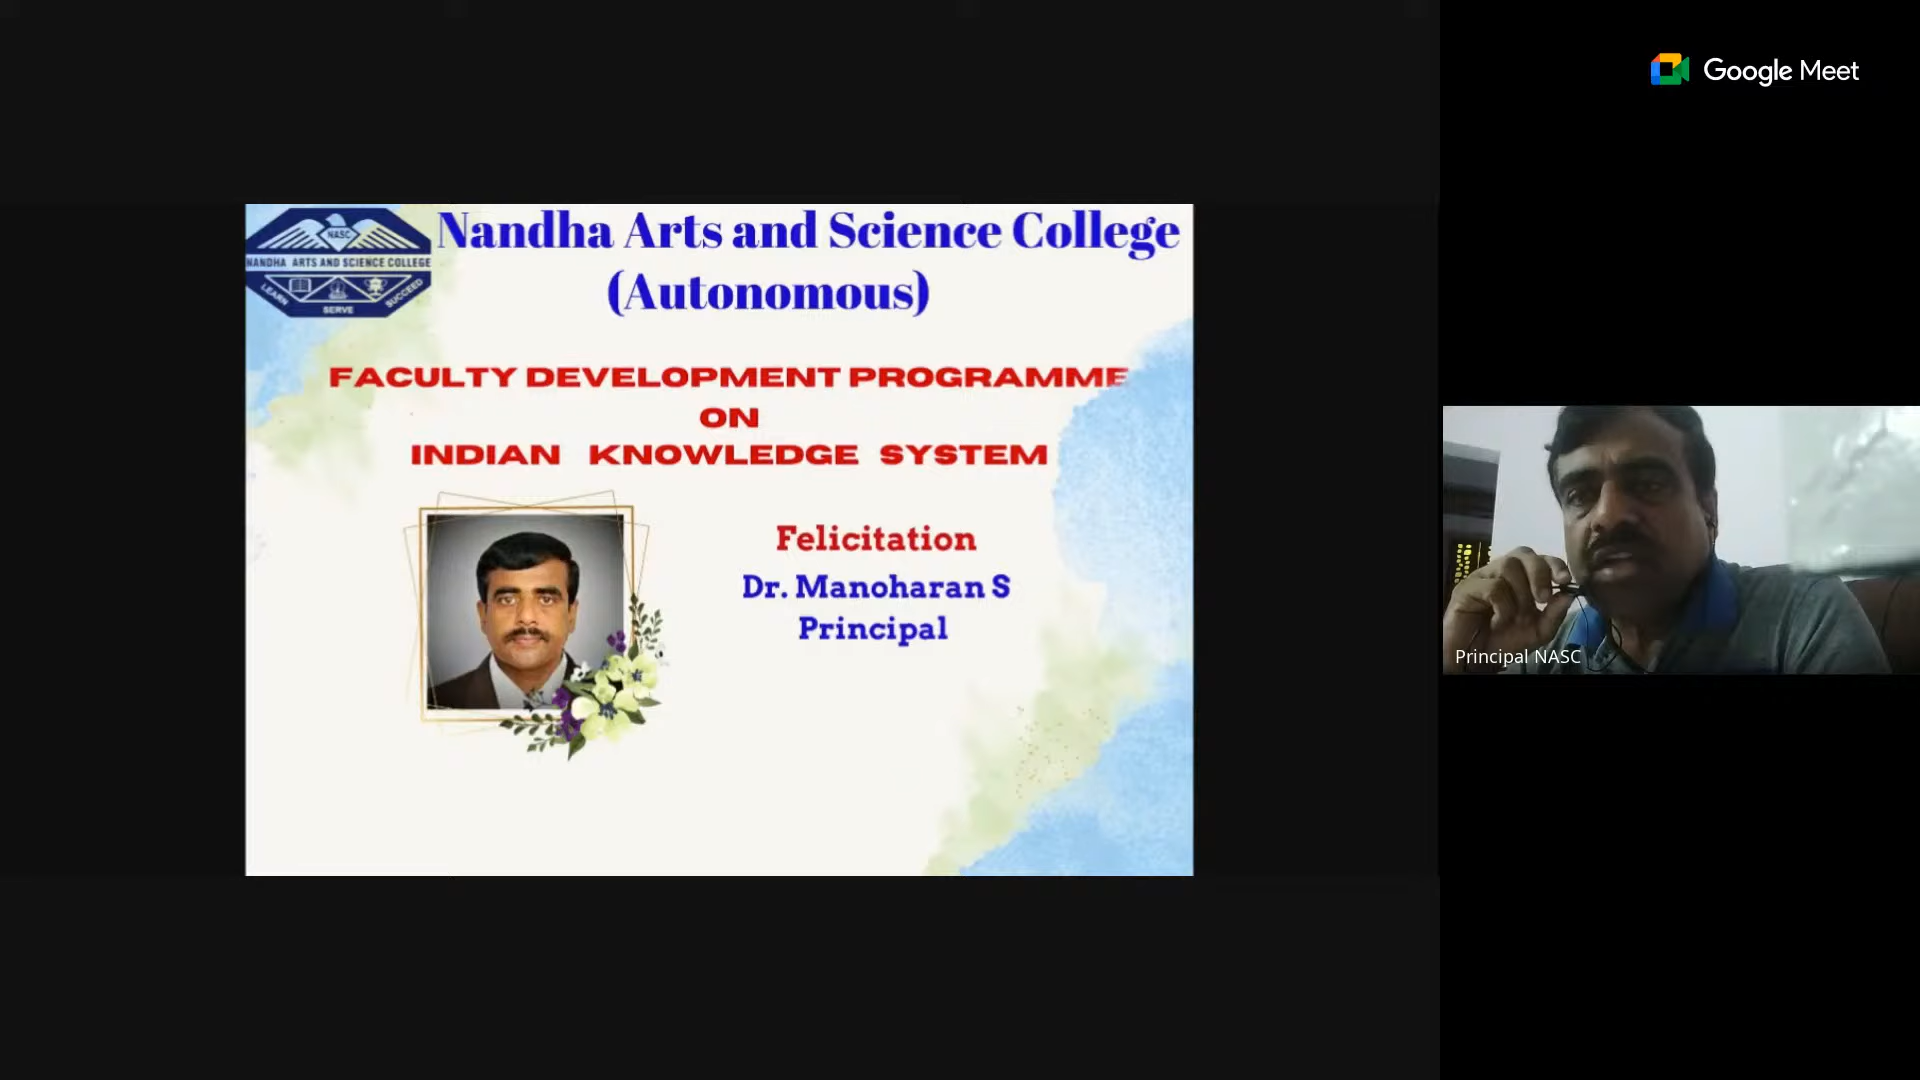 Google Meet
NASC
NANDHA ARTS AND SCIENCE COLLEGE
LEARN
SERVE
SUCCEED
Nandha Arts and Science College
(Autonomous)
FACULTY DEVELOPMENT PROGRAMME
ON
INDIAN KNOWLEDGE SYSTEM
Felicitation
Dr. Manoharan S
Principal
Principal NASC